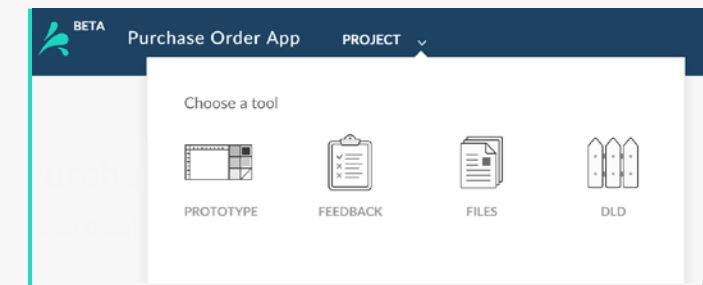 BETA
Purchase Order App PROJECT
Choose a tool
PROTOTYPE FEEDBACK FILES DLD